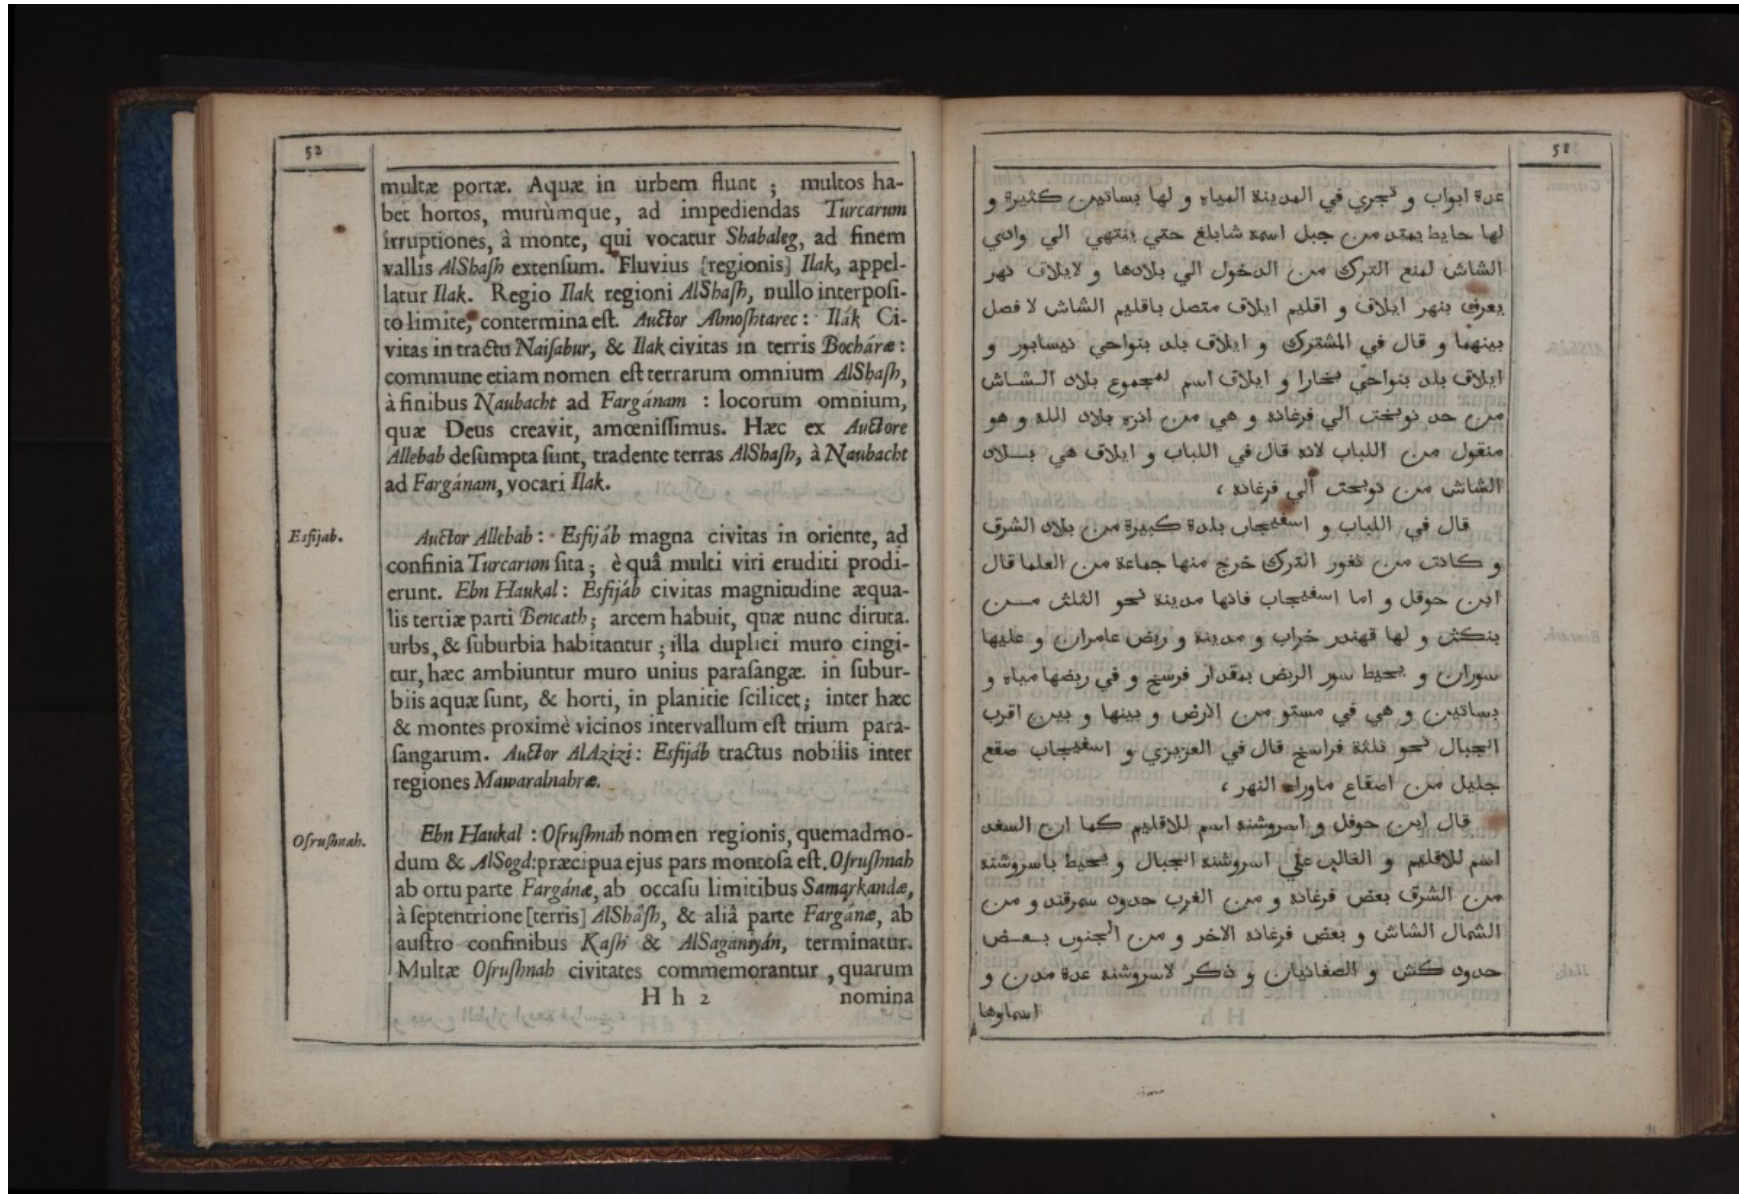 52
multæ portæ. Aquæ in urbem fluunt ; multos ha-
bet hortos, murùmque, ad impediendas Turcarum
irruptiones, â monte, qui vocatur Shabaleg, ad finem
vallis AlShaſh extenſum. Fluvius [regionis] Ilak, appel-
latur Ilak. Regio Ilak regioni AlShaſh, nullo interpoſi-
to limite, contermina eſt. Auctor Almoſhtarec : Ilák Ci-
vitas in tractu Naiſabur, & Ilak civitas in terris Bocháræ :
commune etiam nomen eſt terrarum omnium AlShaſh,
à finibus Naubacht ad Fargánam : locorum omnium,
quæ Deus creavit, amœniſſimus. Hæc ex Auctore
Allebab deſumpta ſunt, tradente terras AlShaſh, à Naubacht
ad Fargánam, vocari Ilak.
Esfijab.
Auctor Allebab : Esfijáb magna civitas in oriente, ad
confinia Turcarum ſita ; è quâ multi viri eruditi prodi-
erunt. Ebn Haukal : Esfijáb civitas magnitudine æqua-
lis tertiæ parti Bencath ; arcem habuit, quæ nunc diruta.
urbs, & ſuburbia habitantur ; illa duplici muro cingi-
tur, hæc ambiuntur muro unius paraſangæ. in ſubur-
biis aquæ ſunt, & horti, in planitie ſcilicet ; inter hæc
& montes proximè vicinos intervallum eſt trium para-
ſangarum. Auctor AlAzizi : Esfijáb tractus nobilis inter
regiones Mawaralnahræ.
Oſruſhnah.
Ebn Haukal : Oſruſhnah nomen regionis, quemadmo-
dum & AlSogd: præcipua ejus pars montoſa eſt. Oſruſhnah
ab ortu parte Fargánæ, ab occaſu limitibus Samarkandæ,
à ſeptentrione [terris] AlShâſh, & aliâ parte Fargánæ, ab
auſtro confinibus Kaſh & AlSaganiyán, terminatur.
Multæ Oſruſhnah civitates commemorantur , quarum
H h 2 nomina
51
عدة ابواب و تجري في المدينة المياه و لها بساتين كثيرة و
لها حايط يمتد من جبل اسمه شابلغ حتي ينتهي الي وادي
الشاش لمنع الترك من الدخول الي بلادها و لايلاق نهر
يعرف بنهر ايلاق و اقليم ايلاق متصل باقليم الشاش لا فصل
بينهما و قال في المشترك و ايلاق بلد بنواحي نيسابور و
ايلاق بلد بنواحي بخارا و ايلاق اسم لمجموع بلاد الشاش
من حد نوبخت الي فرغانة و هي من انزه بلاد الله و هو
منقول من اللباب لانه قال في اللباب و ايلاق هي بلاد
الشاش من نوبخت الي فرغانة ،
قال في اللباب و اسفيجاب بلدة كبيرة من بلاد الشرق
و كانت من ثغور الترك خرج منها جماعة من العلما قال
ابن حوقل و اما اسفيجاب فانها مدينة نحو الثلث من
بنكث و لها قهندز خراب و مدينة و ربض عامران و عليها
سوران و يحيط سور الربض بمقدار فرسخ و في ربضها مياه و
بساتين و هي في مستو من الارض و بينها و بين اقرب
الجبال نحو ثلثة فراسخ قال في العزيزي و اسفيجاب صقع
جليل من اصقاع ماوراء النهر ،
قال ابن حوقل و اسروشنة اسم للاقليم كما ان السغد
اسم للاقليم و الغالب علي اسروشنة الجبال و يحيط باسروشنة
من الشرق بعض فرغانة و من الغرب حدود سمرقند و من
الشمال الشاش و بعض فرغانة الاخر و من الجنوب بعض
حدود كش و الصغانيان و ذكر لاسروشنة عدة مدن و
اسماوها